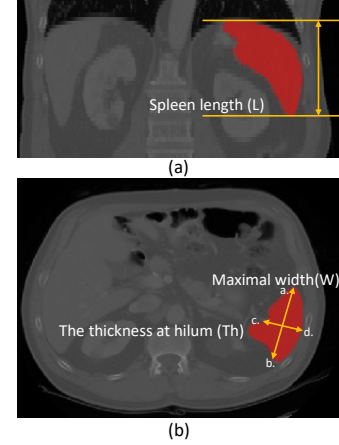 Spleen length (L)
(a)
Maximal width(W)
a.
The thickness at hilum (Th)
c.
d.
b.
(b)